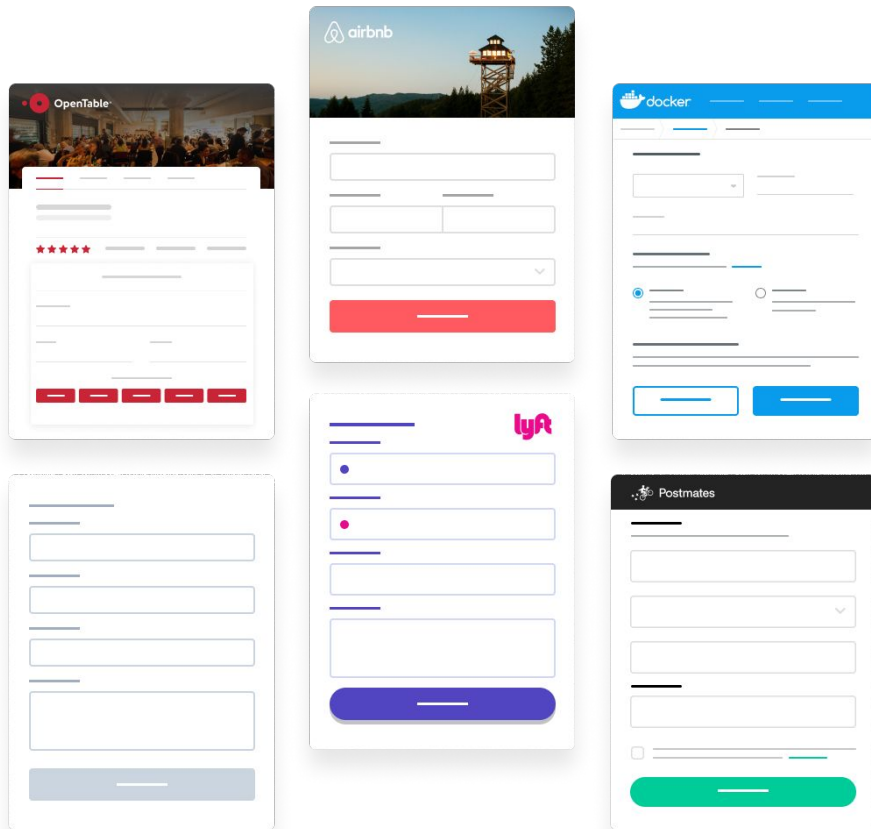 airbnb
OpenTable
docker
lyft
Postmates